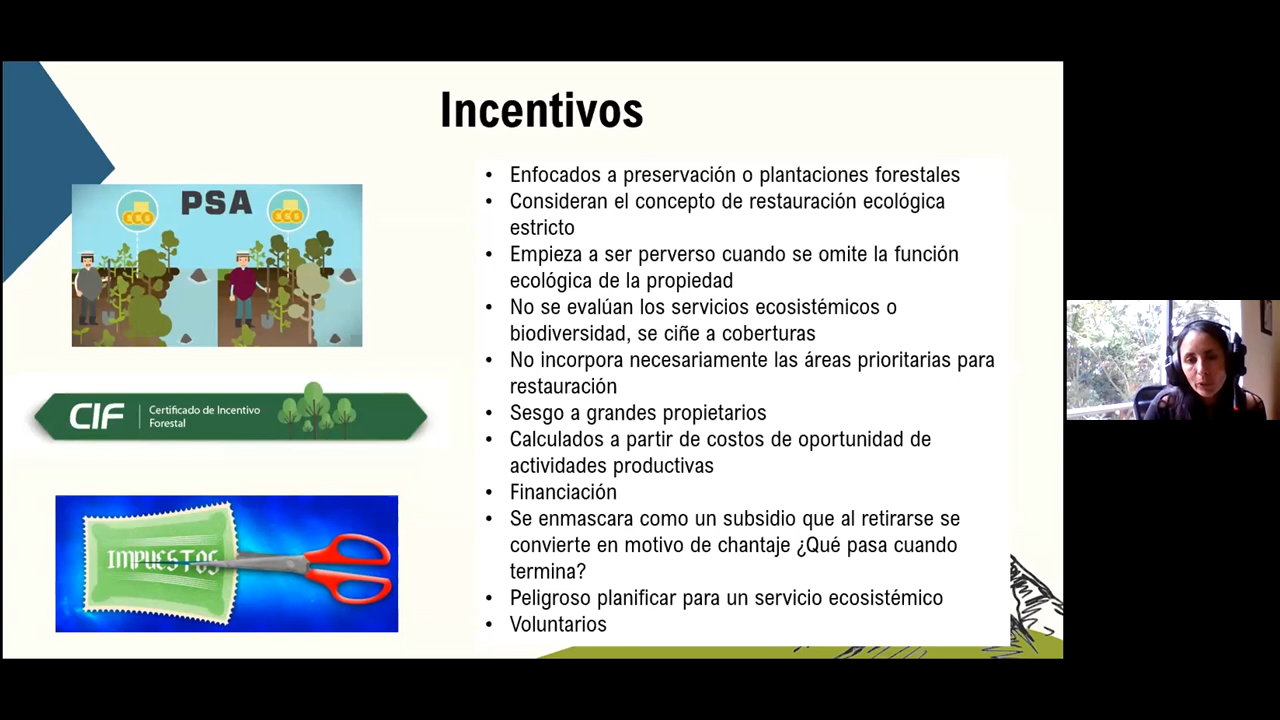 Incentivos
PSA
CCO
CCO
CIF
Certificado de Incentivo
Forestal
IMPUESTOS
• Enfocados a preservación o plantaciones forestales
• Consideran el concepto de restauración ecológica
estricto
• Empieza a ser perverso cuando se omite la función
ecológica de la propiedad
• No se evalúan los servicios ecosistémicos o
biodiversidad, se ciñe a coberturas
• No incorpora necesariamente las áreas prioritarias para
restauración
• Sesgo a grandes propietarios
• Calculados a partir de costos de oportunidad de
actividades productivas
• Financiación
• Se enmascara como un subsidio que al retirarse se
convierte en motivo de chantaje ¿Qué pasa cuando
termina?
• Peligroso planificar para un servicio ecosistémico
• Voluntarios